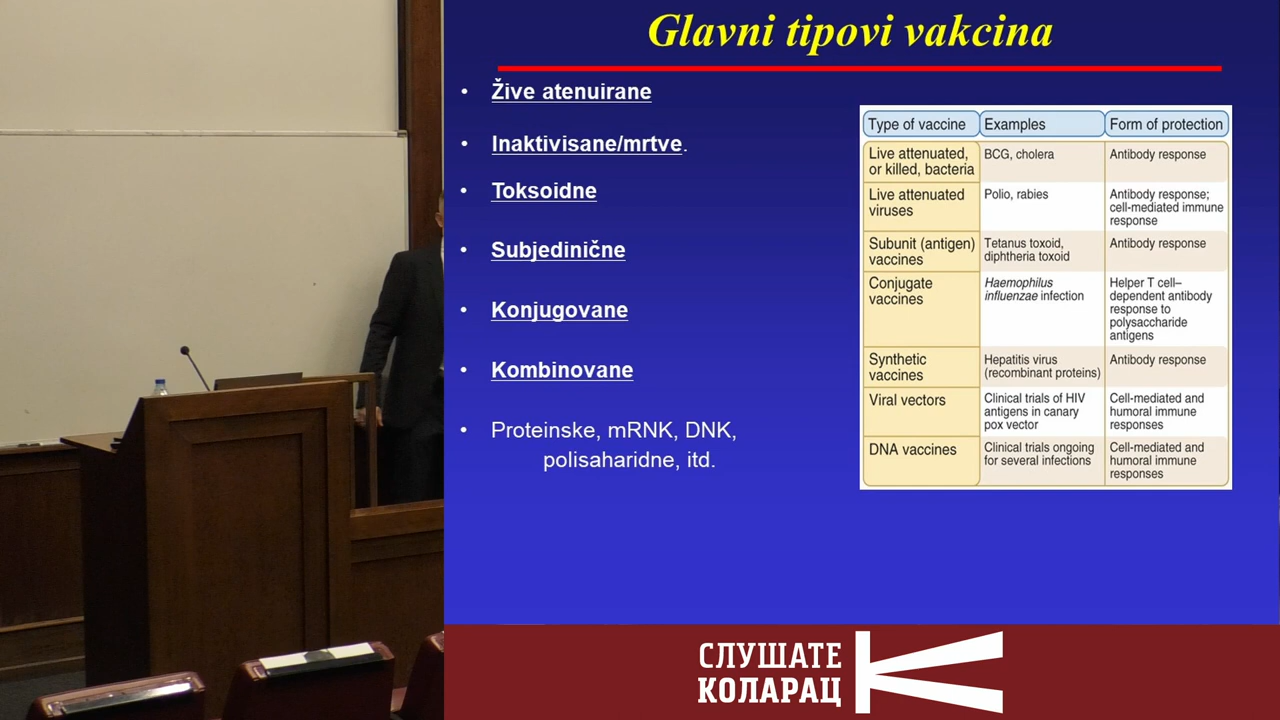 Glavni tipovi vakcina
• Žive atenuirane
• Inaktivisane/mrtve.
• Toksoidne
• Subjedinične
• Konjugovane
• Kombinovane
• Proteinske, mRNK, DNK,
polisaharidne, itd.
Type of vaccine Examples Form of protection
Live attenuated, BCG, cholera Antibody response
or killed, bacteria
Live attenuated Polio, rabies Antibody response;
viruses cell-mediated immune
response
Subunit (antigen) Tetanus toxoid, Antibody response
vaccines diphtheria toxoid
Conjugate Haemophilus Helper T cell–
vaccines influenzae infection dependent antibody
response to
polysaccharide
antigens
Synthetic Hepatitis virus Antibody response
vaccines (recombinant proteins)
Viral vectors Clinical trials of HIV Cell-mediated and
antigens in canary humoral immune
pox vector responses
DNA vaccines Clinical trials ongoing Cell-mediated and
for several infections humoral immune
responses
СЛУШАТЕ
КОЛАРАЦ